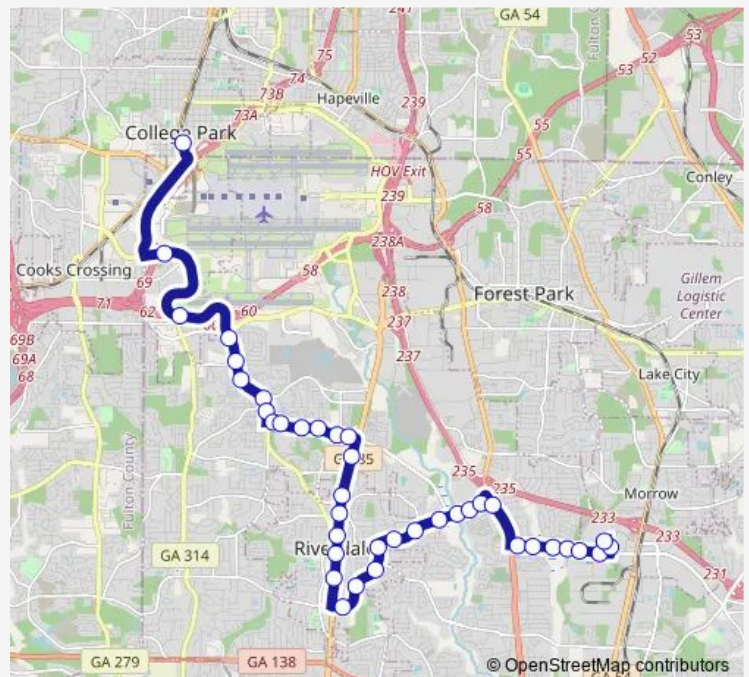 GA 54
Fulton C
53
53
52
75
74
73B
73A
Hapeville
239
College Park
55
55
HOV Exit
Conley
239
58
238A
Cooks Crossing
58
69
71
62
60
238
Forest Park
Gillem
Logistic
Center
237
237
69B
69A
68
Lake City
Fulton County
235
235
Morrow
233
233
GA 314
231
GA 279
GA 138
© OpenStreetMap contributors